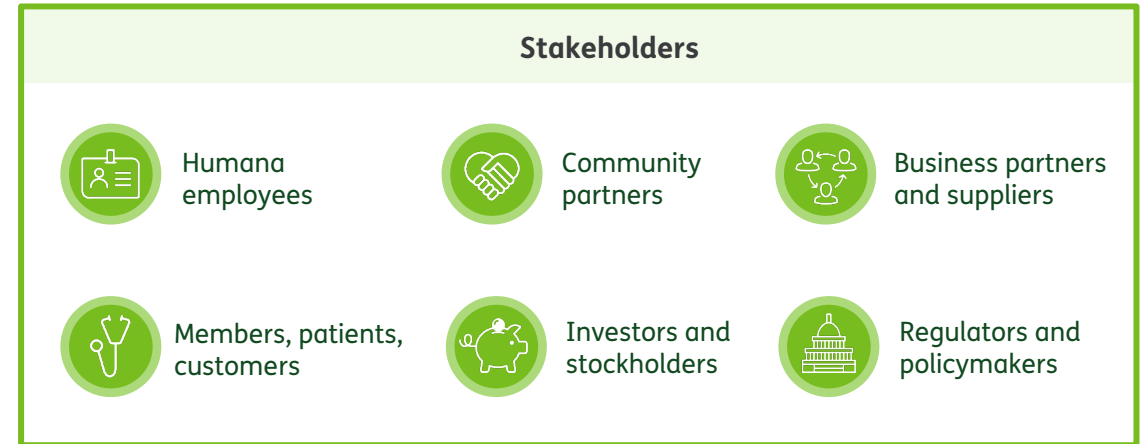 Stakeholders
Humana
employees
Community
partners
Business partners
and suppliers
Members, patients,
customers
Investors and
stockholders
Regulators and
policymakers